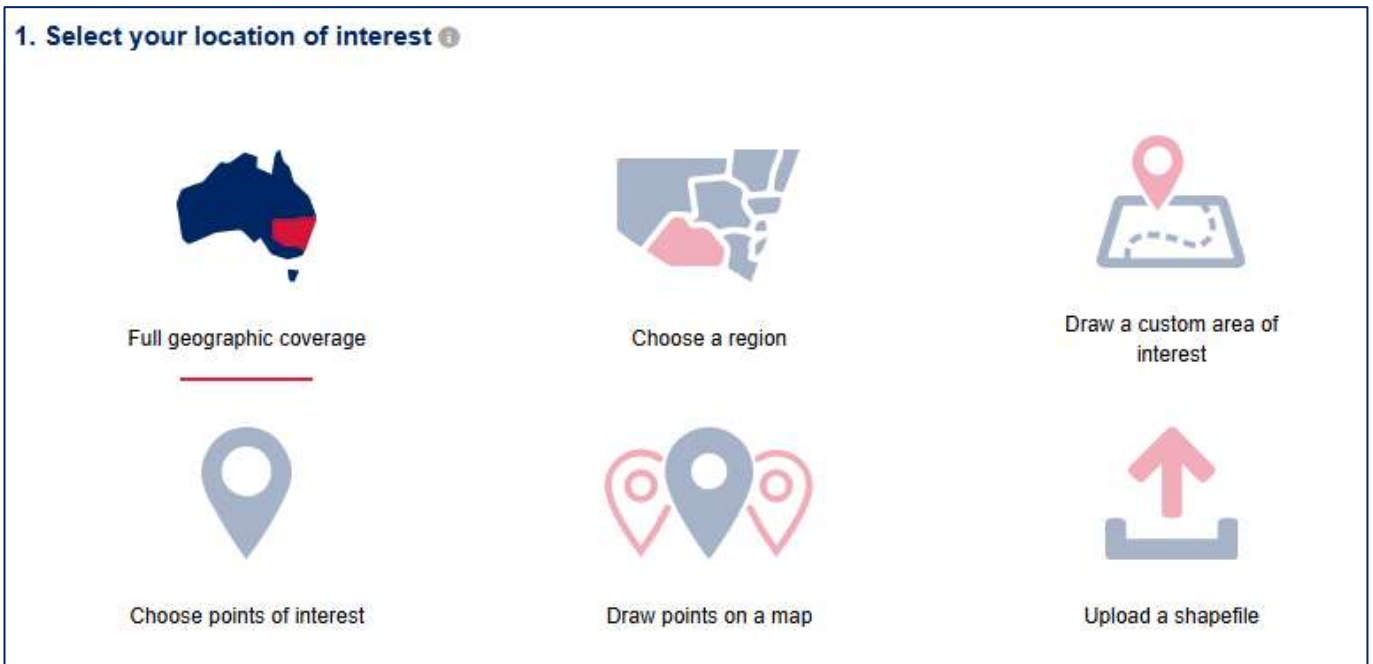 1. Select your location of interest
Full geographic coverage
Choose a region
Draw a custom area of
interest
Choose points of interest
Draw points on a map
Upload a shapefile